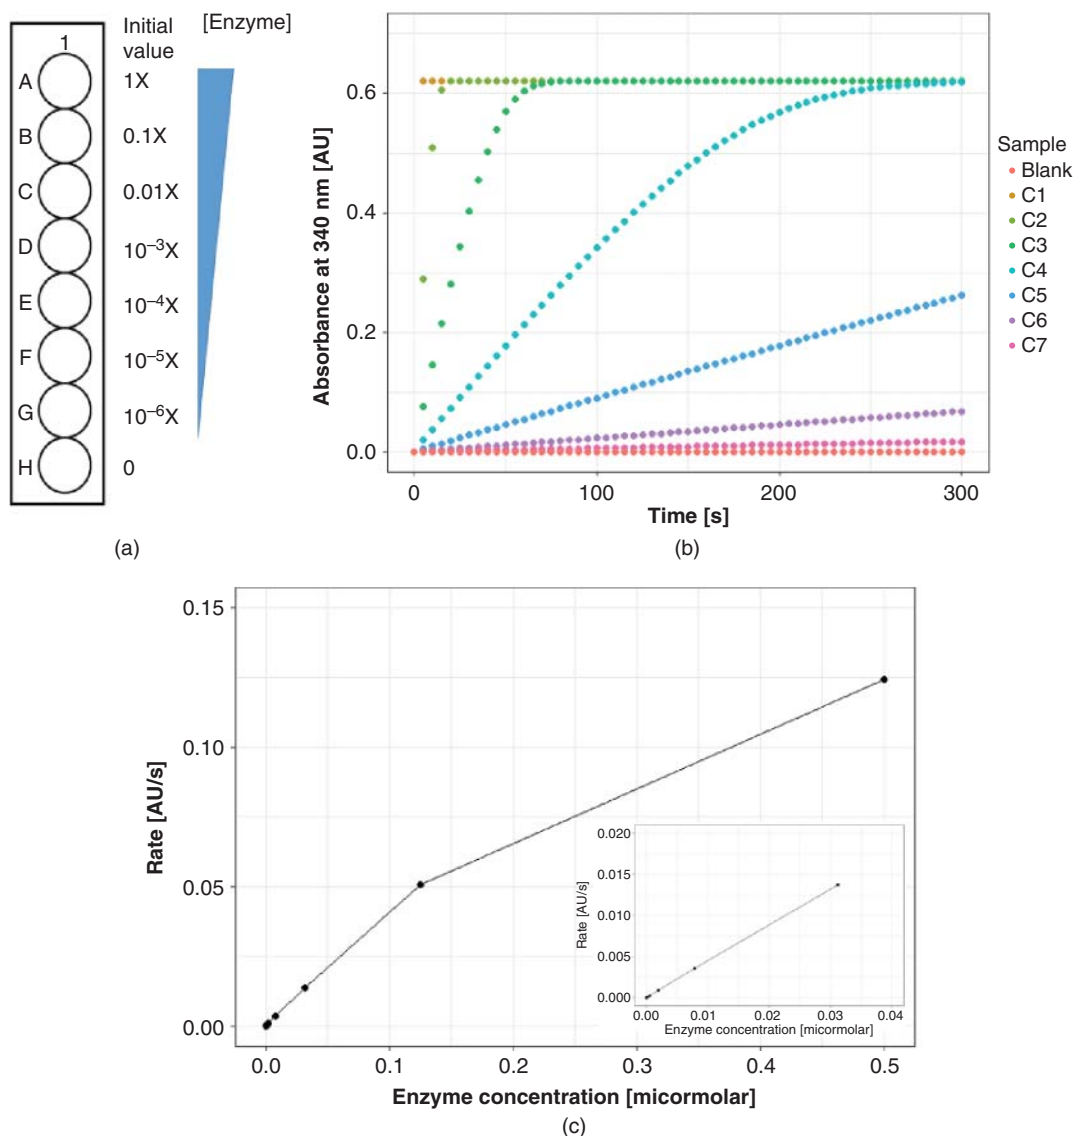 Initial
value
[Enzyme]
1
A 1X
B 0.1X
C 0.01X
D 10⁻³X
E 10⁻⁴X
F 10⁻⁵X
G 10⁻⁶X
H 0
(a)
Absorbance at 340 nm [AU]
0.6
0.4
0.2
0.0
0 100 200 300
Time [s]
Sample
Blank
C1
C2
C3
C4
C5
C6
C7
(b)
Rate [AU/s]
0.15
0.10
0.05
0.00
0.0 0.1 0.2 0.3 0.4 0.5
Enzyme concentration [micormolar]
Rate [AU/s]
0.020
0.015
0.010
0.005
0.000
0.00 0.01 0.02 0.03 0.04
Enzyme concentration [micormolar]
(c)